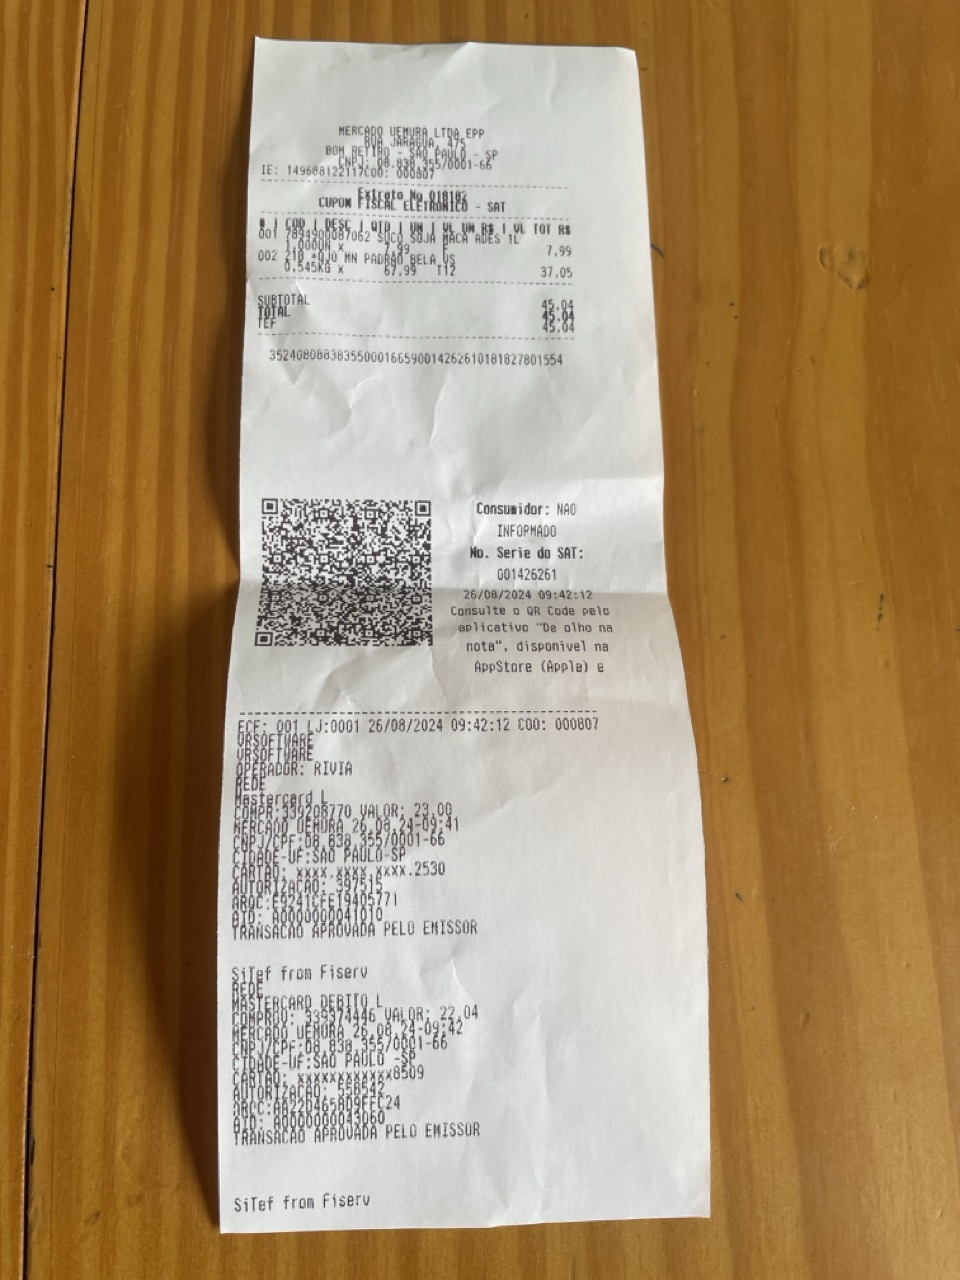 MERCADO UEMURA LTDA EPP
RUA JARAGUA, 475
BOM RETIRO - SAO PAULO - SP
CNPJ: 08.838.355/0001-66
IE: 149688122117COO: 000807
Extrato No 018182
CUPOM FISCAL ELETRONICO - SAT
# | COD | DESC | QTD | UN | VL UN R$ | VL TOT R$
001 7894900087062 SUCO SOJA MACA ADES 1L
1.000UN x 7,99 F 7.99
002 218 *QJO MN PADRAO BELA VS
0.545KG x 67,99 T12 37.05
SUBTOTAL 45.04
TOTAL 45.04
TEF 45.04
35240808838355000166590014262610181827801554
Consumidor: NAO
INFORMADO
No. Serie do SAT:
001426261
26/08/2024 09:42:12
Consulte o QR Code pelo
aplicativo "De olho na
nota", disponivel na
AppStore (Apple) e
ECF: 001 LJ:0001 26/08/2024 09:42:12 COO: 000807
VRSOFTWARE
VRSOFTWARE
OPERADOR: RIVIA
REDE
Mastercard L
COMPR:339208770 VALOR: 23,00
MERCADO UEMURA 26.08.24-09:41
CNPJ/CPF:08.838.355/0001-66
CIDADE-UF:SAO PAULO-SP
CARTAO: xxxx.xxxx.xxxx.2530
AUTORIZACAO: 397515
ARQC:E9241CFE19405771
AID: A0000000041010
TRANSACAO APROVADA PELO EMISSOR
SiTef from Fiserv
REDE
MASTERCARD DEBITO L
COMPROV: 339374446 VALOR: 22,04
MERCADO UEMURA 26.08.24-09:42
CNPJ/CPF:08.838.355/0001-66
CIDADE-UF:SAO PAULO -SP
CARTAO: xxxxxxxxxxxx8509
AUTORIZACAO: 558542
AID: A0000000043060
TRANSACAO APROVADA PELO EMISSOR
SiTef from Fiserv